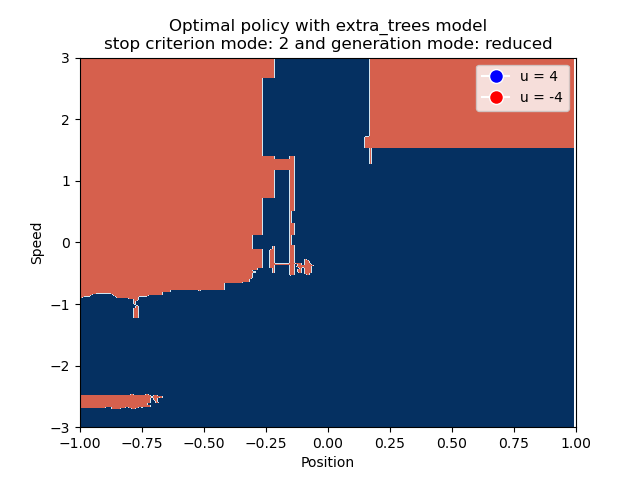 Optimal policy with extra_trees model
stop criterion mode: 2 and generation mode: reduced
u = 4
u = -4
Speed
3
2
1
0
−1
−2
−3
−1.00 −0.75 −0.50 −0.25 0.00 0.25 0.50 0.75 1.00
Position